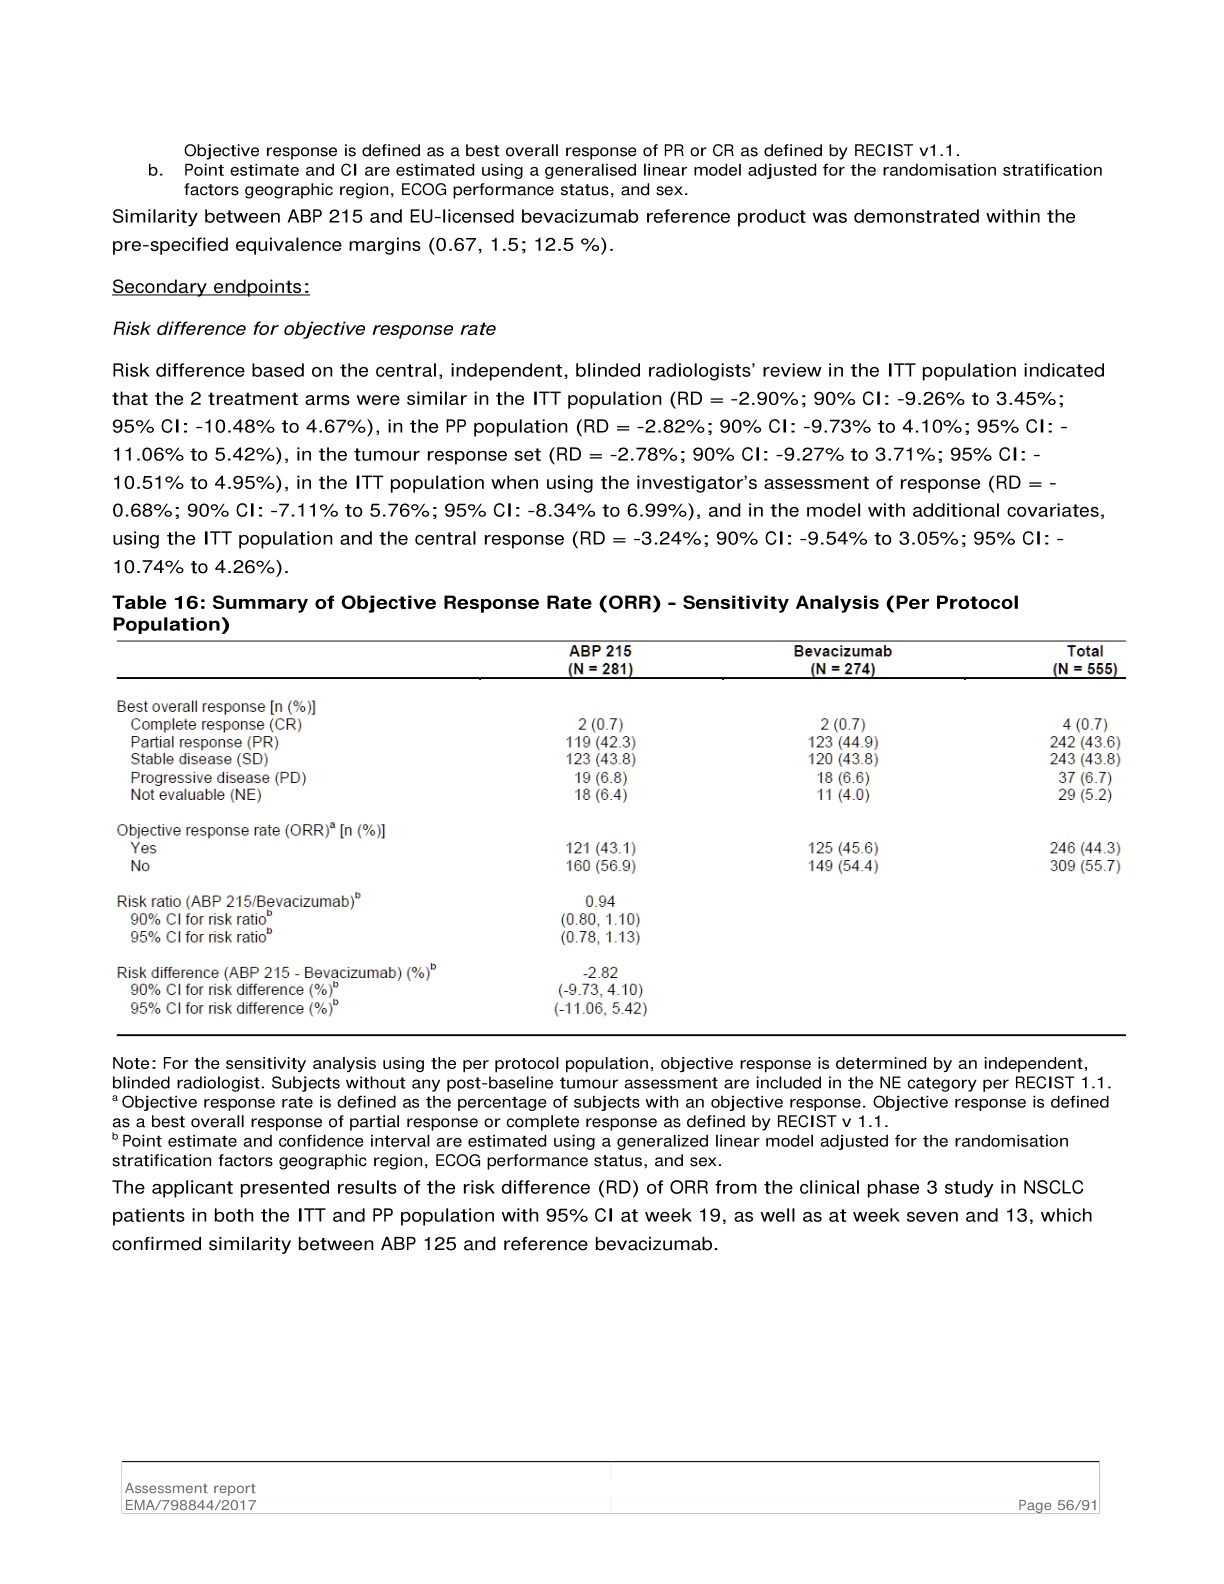 Objective response is defined as a best overall response of PR or CR as defined by RECIST v1.1.
b. Point estimate and CI are estimated using a generalised linear model adjusted for the randomisation stratification
factors geographic region, ECOG performance status, and sex.
Similarity between ABP 215 and EU-licensed bevacizumab reference product was demonstrated within the
pre-specified equivalence margins (0.67, 1.5; 12.5 %).
Secondary endpoints:
Risk difference for objective response rate
Risk difference based on the central, independent, blinded radiologists’ review in the ITT population indicated
that the 2 treatment arms were similar in the ITT population (RD = -2.90%; 90% CI: -9.26% to 3.45%;
95% CI: -10.48% to 4.67%), in the PP population (RD = -2.82%; 90% CI: -9.73% to 4.10%; 95% CI: -
11.06% to 5.42%), in the tumour response set (RD = -2.78%; 90% CI: -9.27% to 3.71%; 95% CI: -
10.51% to 4.95%), in the ITT population when using the investigator’s assessment of response (RD = -
0.68%; 90% CI: -7.11% to 5.76%; 95% CI: -8.34% to 6.99%), and in the model with additional covariates,
using the ITT population and the central response (RD = -3.24%; 90% CI: -9.54% to 3.05%; 95% CI: -
10.74% to 4.26%).
Table 16: Summary of Objective Response Rate (ORR) - Sensitivity Analysis (Per Protocol
Population)
ABP 215 Bevacizumab Total
(N = 281) (N = 274) (N = 555)
Best overall response [n (%)]
Complete response (CR) 2 (0.7) 2 (0.7) 4 (0.7)
Partial response (PR) 119 (42.3) 123 (44.9) 242 (43.6)
Stable disease (SD) 123 (43.8) 120 (43.8) 243 (43.8)
Progressive disease (PD) 19 (6.8) 18 (6.6) 37 (6.7)
Not evaluable (NE) 18 (6.4) 11 (4.0) 29 (5.2)
Objective response rate (ORR)a [n (%)]
Yes 121 (43.1) 125 (45.6) 246 (44.3)
No 160 (56.9) 149 (54.4) 309 (55.7)
Risk ratio (ABP 215/Bevacizumab)b 0.94
90% CI for risk ratiob (0.80, 1.10)
95% CI for risk ratiob (0.78, 1.13)
Risk difference (ABP 215 - Bevacizumab) (%)b -2.82
90% CI for risk difference (%)b (-9.73, 4.10)
95% CI for risk difference (%)b (-11.06, 5.42)
Note: For the sensitivity analysis using the per protocol population, objective response is determined by an independent,
blinded radiologist. Subjects without any post-baseline tumour assessment are included in the NE category per RECIST 1.1.
a Objective response rate is defined as the percentage of subjects with an objective response. Objective response is defined
as a best overall response of partial response or complete response as defined by RECIST v 1.1.
b Point estimate and confidence interval are estimated using a generalized linear model adjusted for the randomisation
stratification factors geographic region, ECOG performance status, and sex.
The applicant presented results of the risk difference (RD) of ORR from the clinical phase 3 study in NSCLC
patients in both the ITT and PP population with 95% CI at week 19, as well as at week seven and 13, which
confirmed similarity between ABP 125 and reference bevacizumab.
Assessment report
EMA/798844/2017 Page 56/91